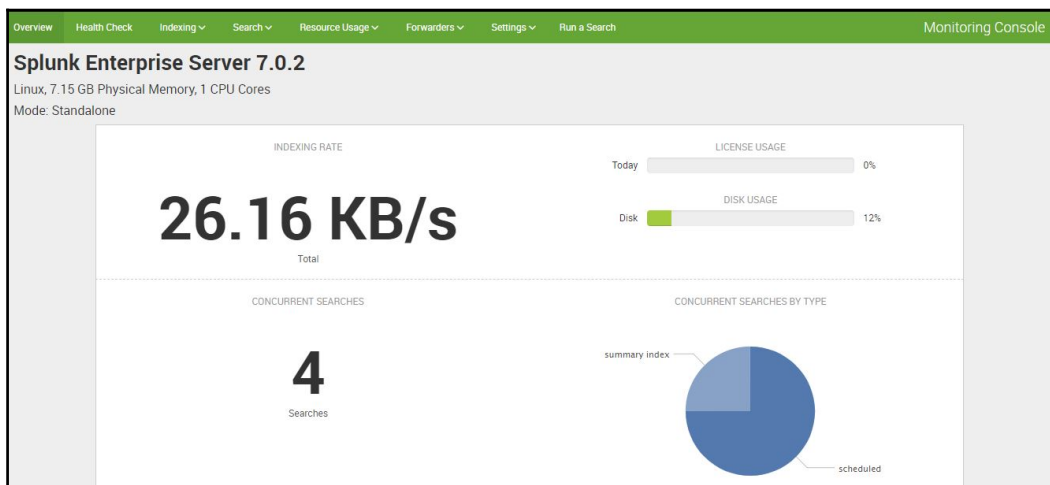 Overview Health Check Indexing Search Resource Usage Forwarders Settings Run a Search Monitoring Console
Splunk Enterprise Server 7.0.2
Linux, 7.15 GB Physical Memory, 1 CPU Cores
Mode: Standalone
INDEXING RATE
26.16 KB/s
Total
LICENSE USAGE
Today 0%
DISK USAGE
Disk 12%
CONCURRENT SEARCHES
4
Searches
CONCURRENT SEARCHES BY TYPE
summary index
scheduled